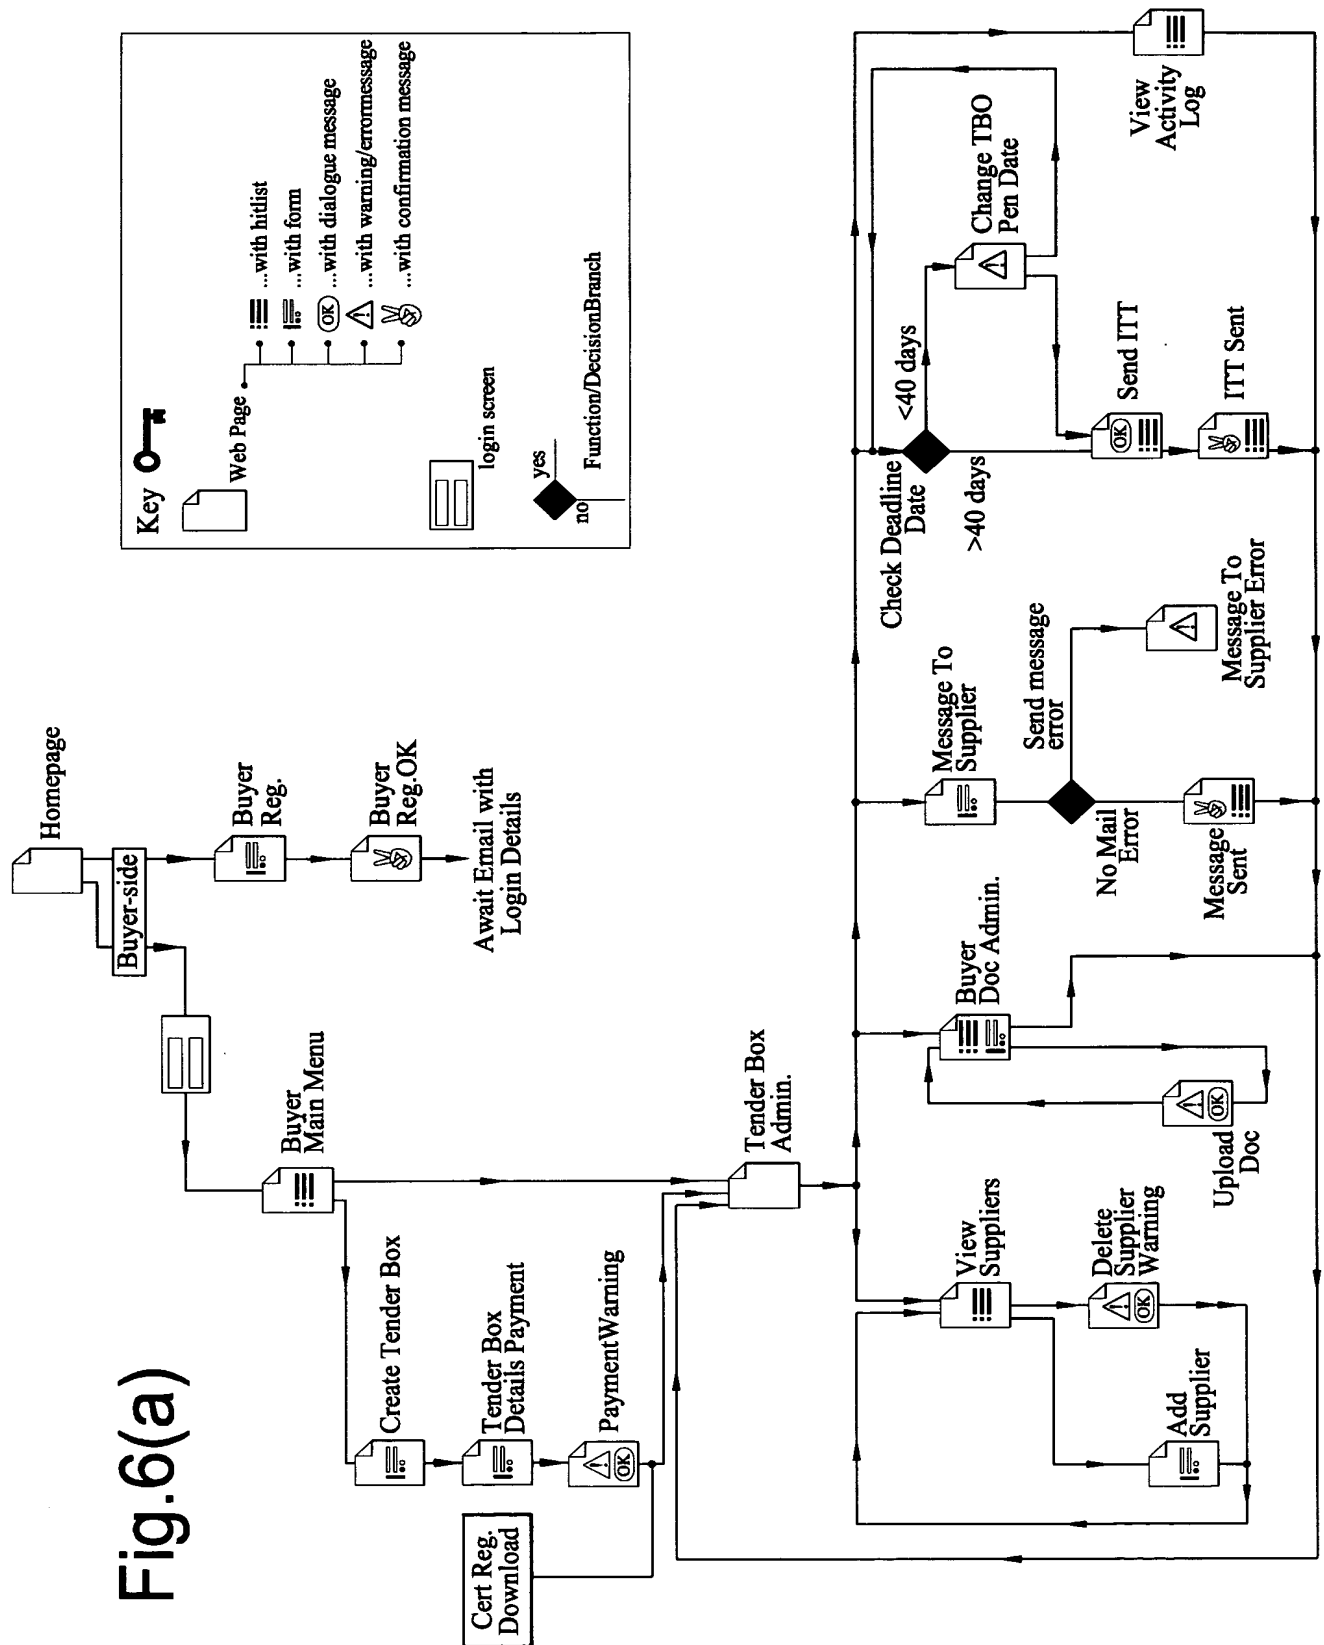 Fig.6(a)
Key
Web Page
...with hitlist
...with form
OK
...with dialogue message
...with warning/errormessage
...with confirmation message
login screen
yes
no
Function/DecisionBranch
Homepage
Buyer-side
Buyer
Reg.
Buyer
Reg.OK
Await Email with
Login Details
Buyer
Main Menu
Create Tender Box
Tender Box
Details Payment
PaymentWarning
OK
Cert Reg.
Download
Tender Box
Admin.
View
Suppliers
Delete
Supplier
Warning
OK
Add
Supplier
Buyer
Doc Admin.
Upload
Doc
OK
Message To
Supplier
Send message
error
No Mail
Error
Message To
Supplier Error
Message
Sent
Check Deadline
Date
<40 days
>40 days
Change TBO
Pen Date
Send ITT
OK
ITT Sent
View
Activity
Log